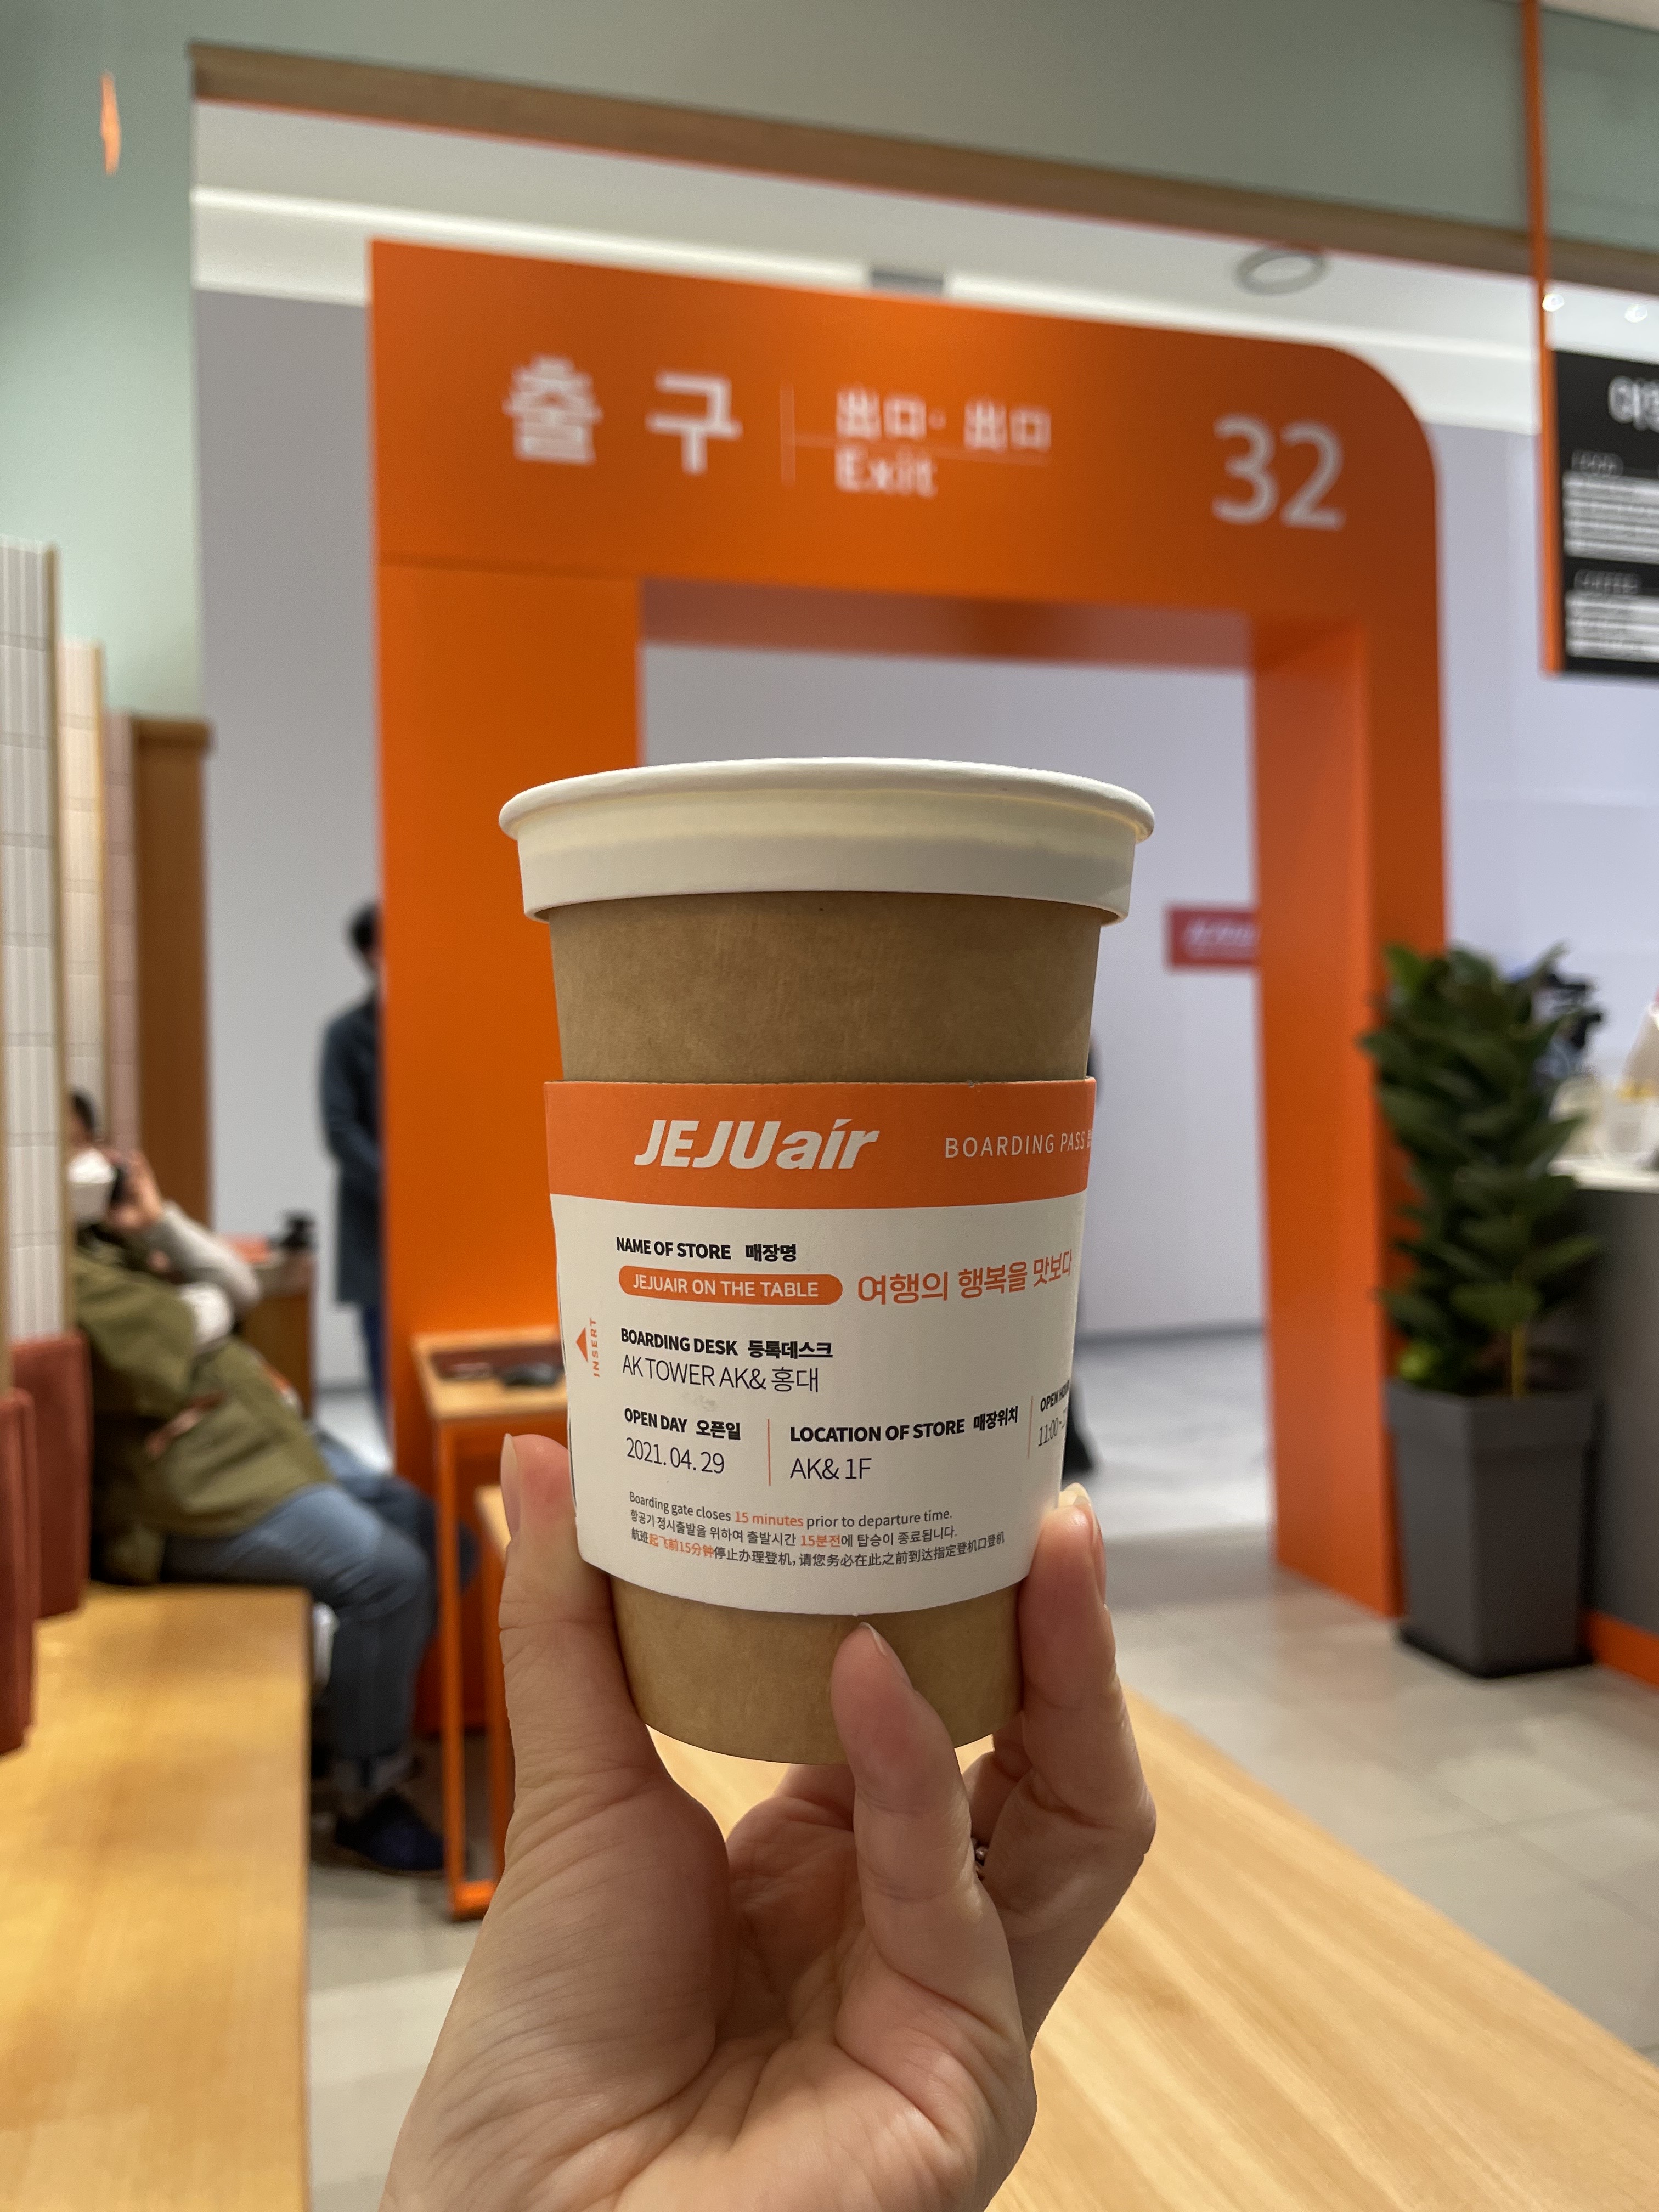 출구
出口· 出口
Exit
32
JEJUair
BOARDING PASS
NAME OF STORE 매장명
JEJUAIR ON THE TABLE 여행의 행복을 맛보다
INSERT
BOARDING DESK 등록데스크
AK TOWER AK& 홍대
OPEN DAY 오픈일
2021. 04. 29
LOCATION OF STORE 매장위치
AK& 1F
OPEN
11:00
Boarding gate closes 15 minutes prior to departure time.
항공기 정시출발을 위하여 출발시간 15분전에 탑승이 종료됩니다.
航班起飞前15分钟停止办理登机, 请您务必在此之前到达指定登机口登机